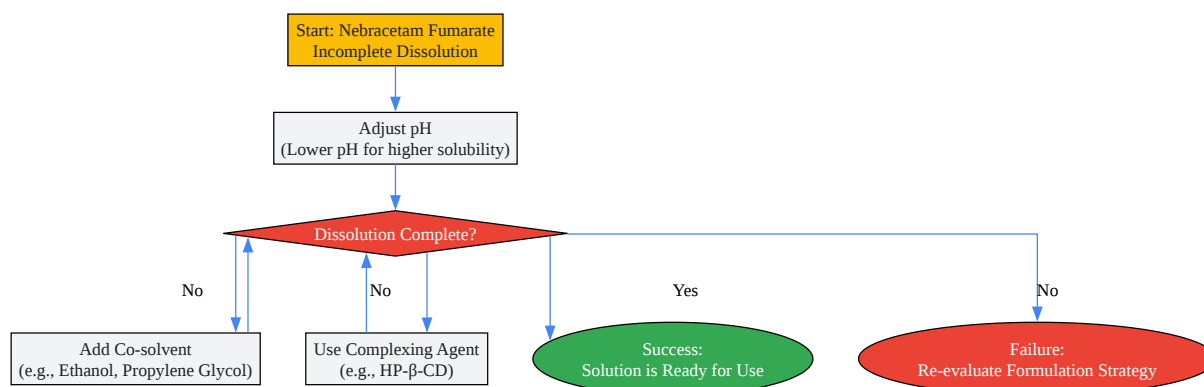 Start: Nebracetam Fumarate
Incomplete Dissolution
Adjust pH
(Lower pH for higher solubility)
Dissolution Complete?
No
No
Yes
No
Add Co-solvent
(e.g., Ethanol, Propylene Glycol)
Use Complexing Agent
(e.g., HP-β-CD)
Success:
Solution is Ready for Use
Failure:
Re-evaluate Formulation Strategy